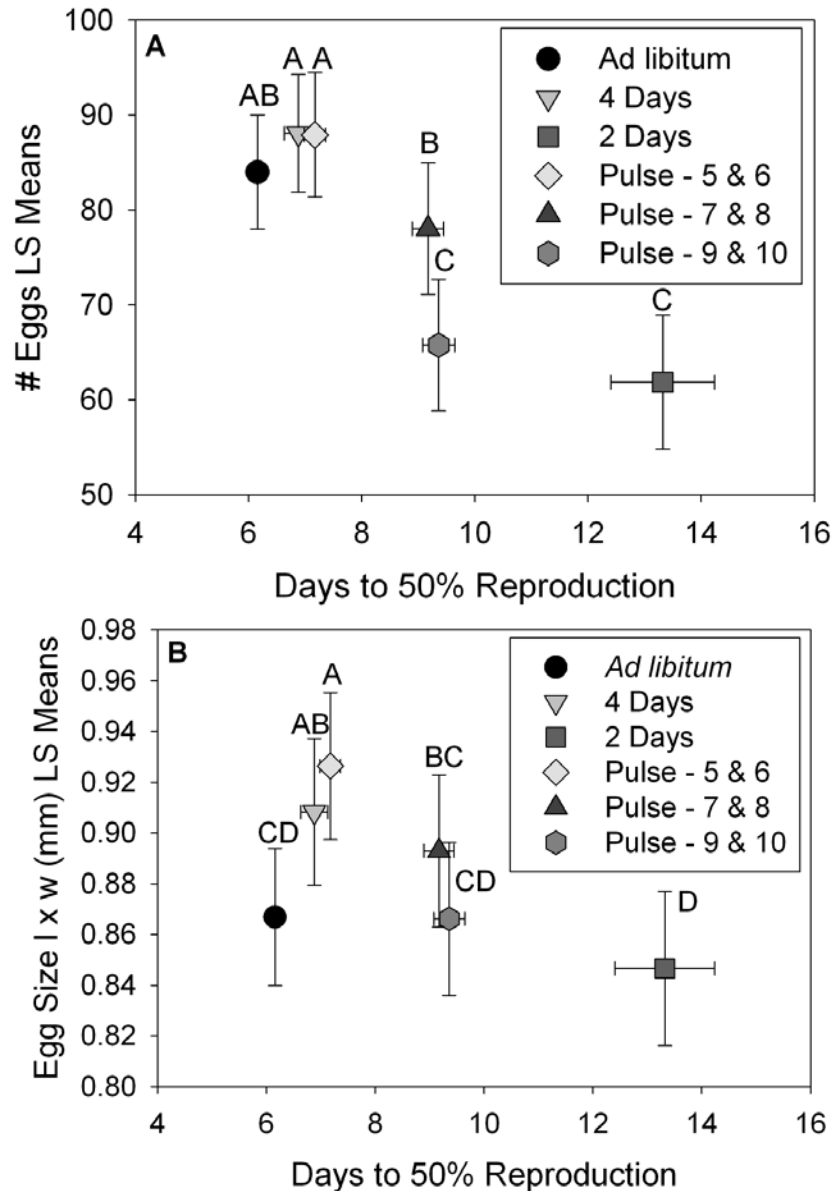 A
100
90
80
70
60
50
# Eggs LS Means
AB
A A
B
C
C
Ad libitum
4 Days
2 Days
Pulse - 5 & 6
Pulse - 7 & 8
Pulse - 9 & 10
4 6 8 10 12 14 16
Days to 50% Reproduction
B
0.98
0.96
0.94
0.92
0.90
0.88
0.86
0.84
0.82
0.80
Egg Size l x w (mm) LS Means
A
AB
CD
BC
CD
D
Ad libitum
4 Days
2 Days
Pulse - 5 & 6
Pulse - 7 & 8
Pulse - 9 & 10
4 6 8 10 12 14 16
Days to 50% Reproduction